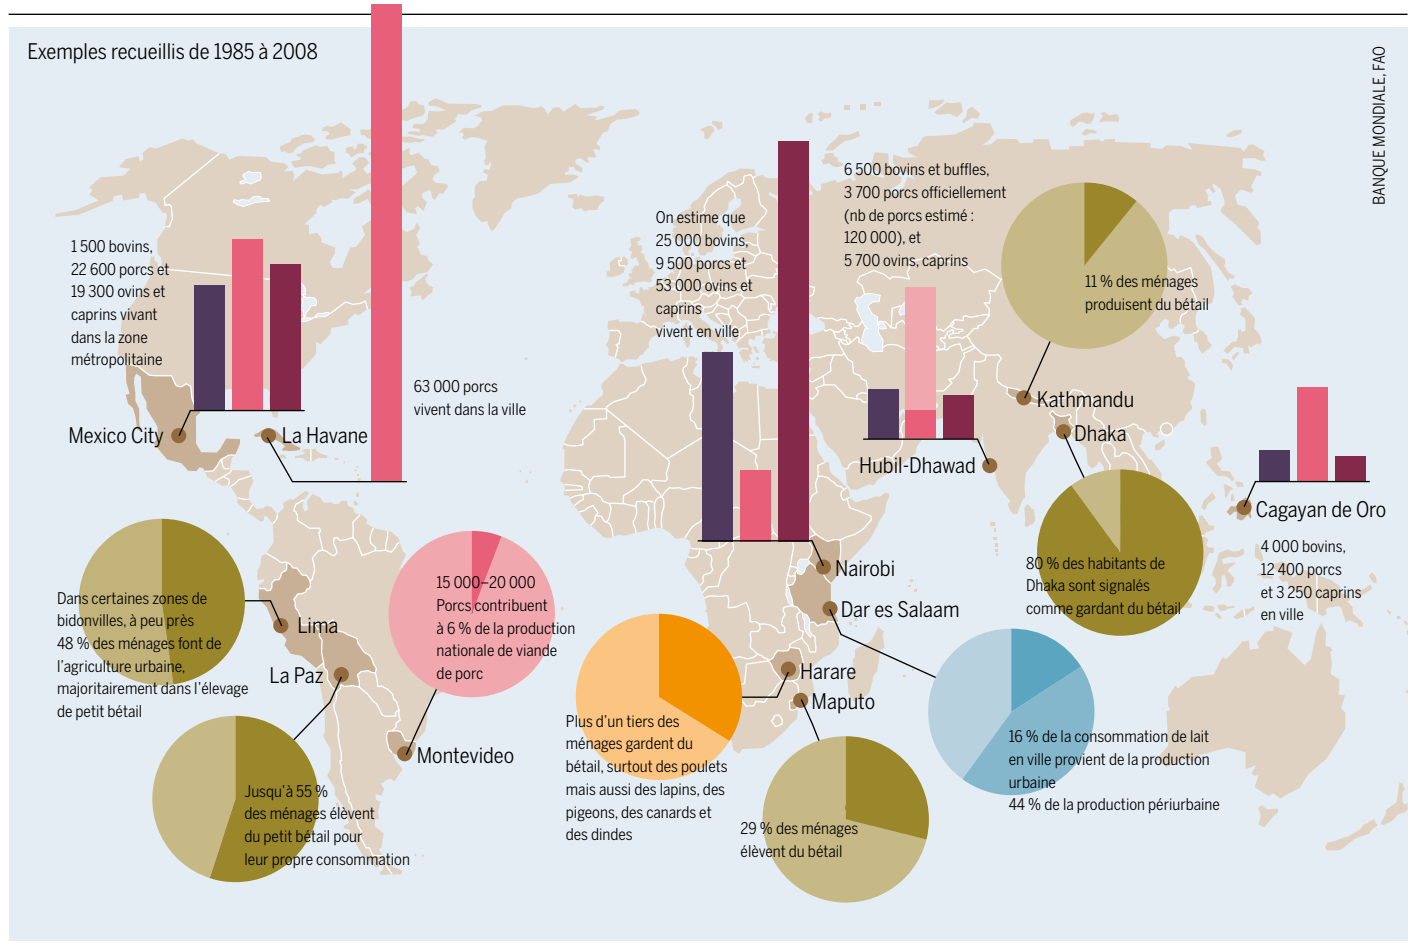 Exemples recueillis de 1985 à 2008
BANQUE MONDIALE, FAO
1 500 bovins,
22 600 porcs et
19 300 ovins et
caprins vivant
dans la zone
métropolitaine
Mexico City
La Havane
63 000 porcs
vivent dans la ville
On estime que
25 000 bovins,
9 500 porcs et
53 000 ovins et
caprins
vivent en ville
6 500 bovins et buffles,
3 700 porcs officiellement
(nb de porcs estimé :
120 000), et
5 700 ovins, caprins
11 % des ménages
produisent du bétail
Kathmandu
Dhaka
Hubil-Dhawad
Cagayan de Oro
4 000 bovins,
12 400 porcs
et 3 250 caprins
en ville
80 % des habitants de
Dhaka sont signalés
comme gardant du bétail
Nairobi
Dar es Salaam
Harare
Maputo
Dans certaines zones de
bidonvilles, à peu près
48 % des ménages font de
l'agriculture urbaine,
majoritairement dans l'élevage
de petit bétail
Lima
La Paz
15 000–20 000
Porcs contribuent
à 6 % de la production
nationale de viande
de porc
Montevideo
Jusqu'à 55 %
des ménages élèvent
du petit bétail pour
leur propre consommation
Plus d'un tiers des
ménages gardent du
bétail, surtout des poulets
mais aussi des lapins, des
pigeons, des canards et
des dindes
29 % des ménages
élèvent du bétail
16 % de la consommation de lait
en ville provient de la production
urbaine
44 % de la production périurbaine